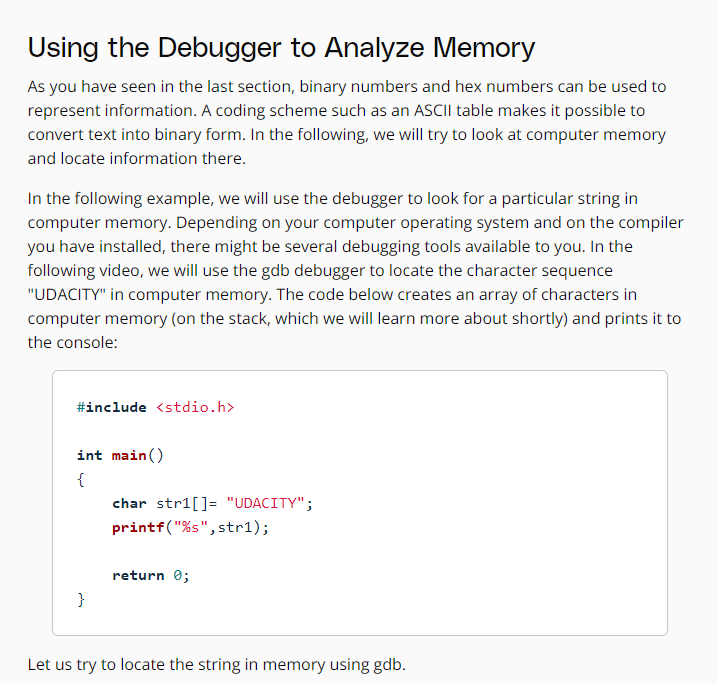 Using the Debugger to Analyze Memory
As you have seen in the last section, binary numbers and hex numbers can be used to
represent information. A coding scheme such as an ASCII table makes it possible to
convert text into binary form. In the following, we will try to look at computer memory
and locate information there.
In the following example, we will use the debugger to look for a particular string in
computer memory. Depending on your computer operating system and on the compiler
you have installed, there might be several debugging tools available to you. In the
following video, we will use the gdb debugger to locate the character sequence
"UDACITY" in computer memory. The code below creates an array of characters in
computer memory (on the stack, which we will learn more about shortly) and prints it to
the console:
#include <stdio.h>
int main()
{
    char str1[]= "UDACITY";
    printf("%s",str1);
    return 0;
}
Let us try to locate the string in memory using gdb.